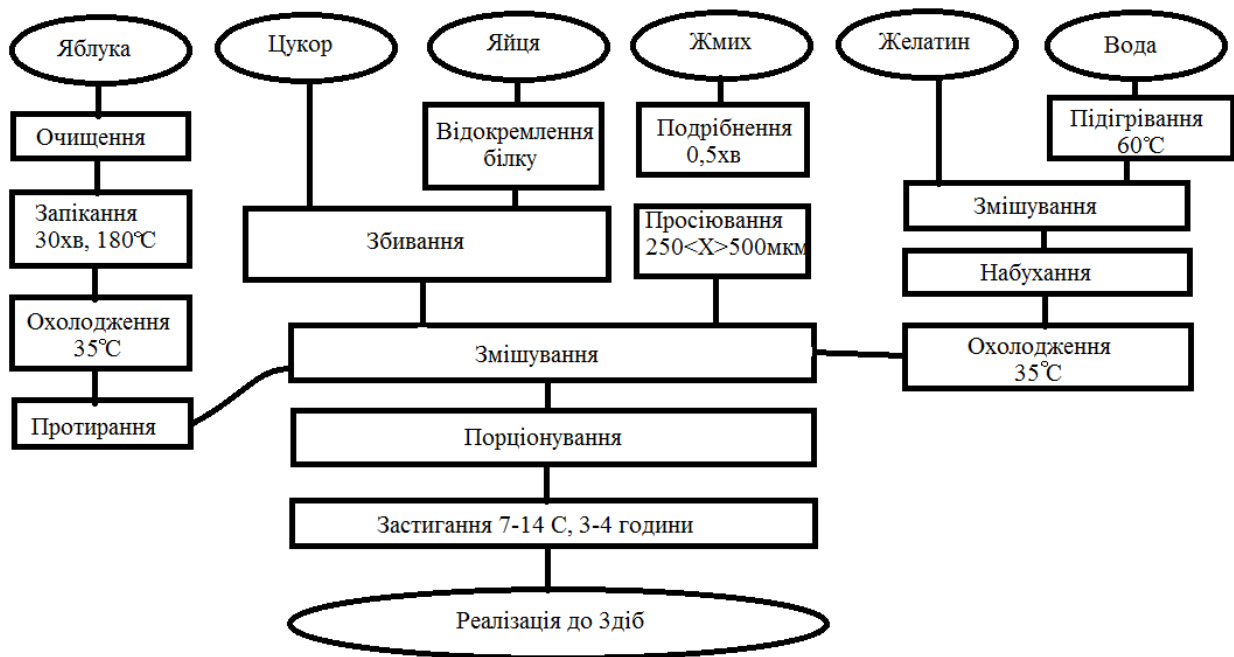 Яблука
Цукор
Яйця
Жмих
Желатин
Вода
Очищення
Відокремлення
білку
Подрібнення
0,5хв
Підігрівання
60℃
Запікання
30хв, 180℃
Збивання
Просіювання
250<X>500мкм
Змішування
Набухання
Охолодження
35℃
Змішування
Охолодження
35℃
Протирання
Порціонування
Застигання 7-14 С, 3-4 години
Реалізація до 3діб